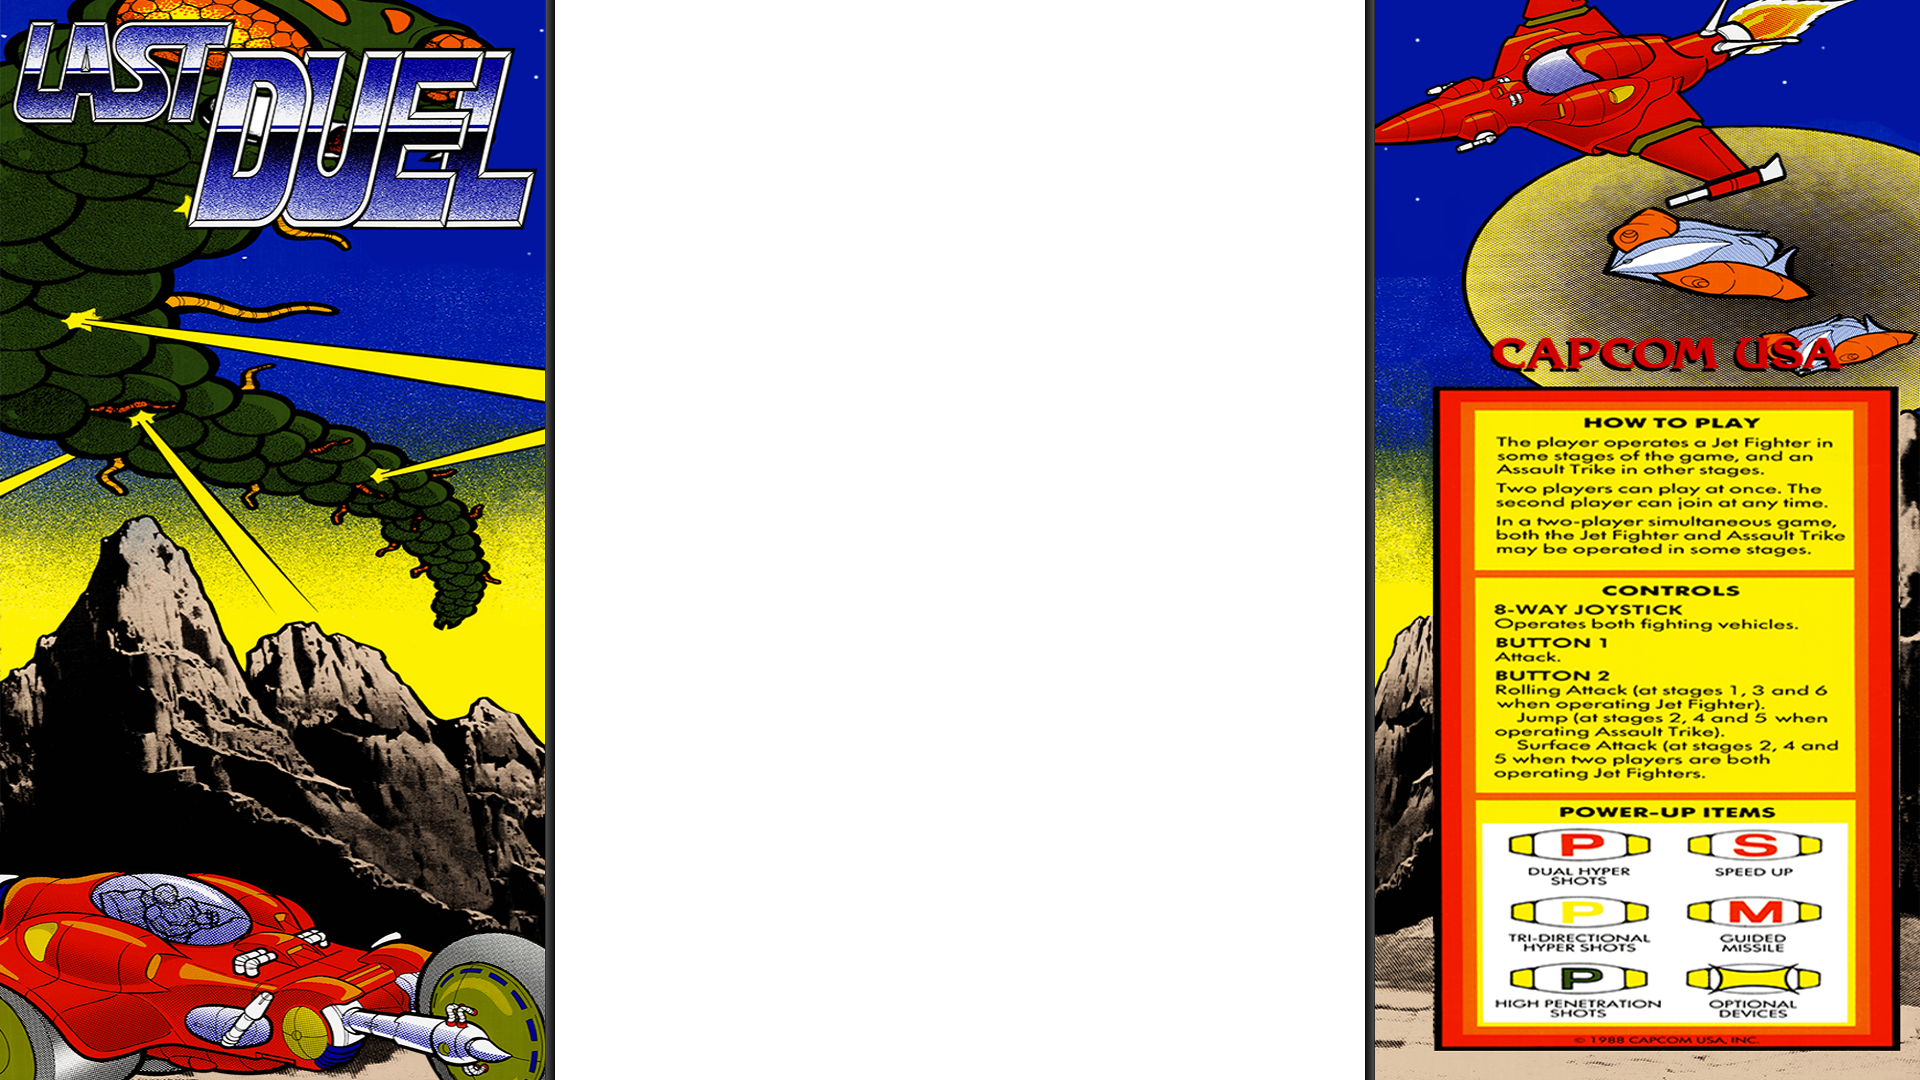 LAST
DUEL
CAPCOM USA
HOW TO PLAY
The player operates a Jet Fighter in
some stages of the game, and an
Assault Trike in other stages.
Two players can play at once. The
second player can join at any time.
In a two-player simultaneous game,
both the Jet Fighter and Assault Trike
may be operated in some stages.
CONTROLS
8-WAY JOYSTICK
Operates both fighting vehicles.
BUTTON 1
Attack.
BUTTON 2
Rolling Attack (at stages 1, 3 and 6
when operating Jet Fighter).
Jump (at stages 2, 4 and 5 when
operating Assault Trike).
Surface Attack (at stages 2, 4 and
5 when two players are both
operating Jet Fighters.
POWER-UP ITEMS
P S
DUAL HYPER
SHOTS
SPEED UP
P M
TRI-DIRECTIONAL
HYPER SHOTS
GUIDED
MISSILE
P
HIGH PENETRATION
SHOTS
OPTIONAL
DEVICES
© 1988 CAPCOM USA, INC.